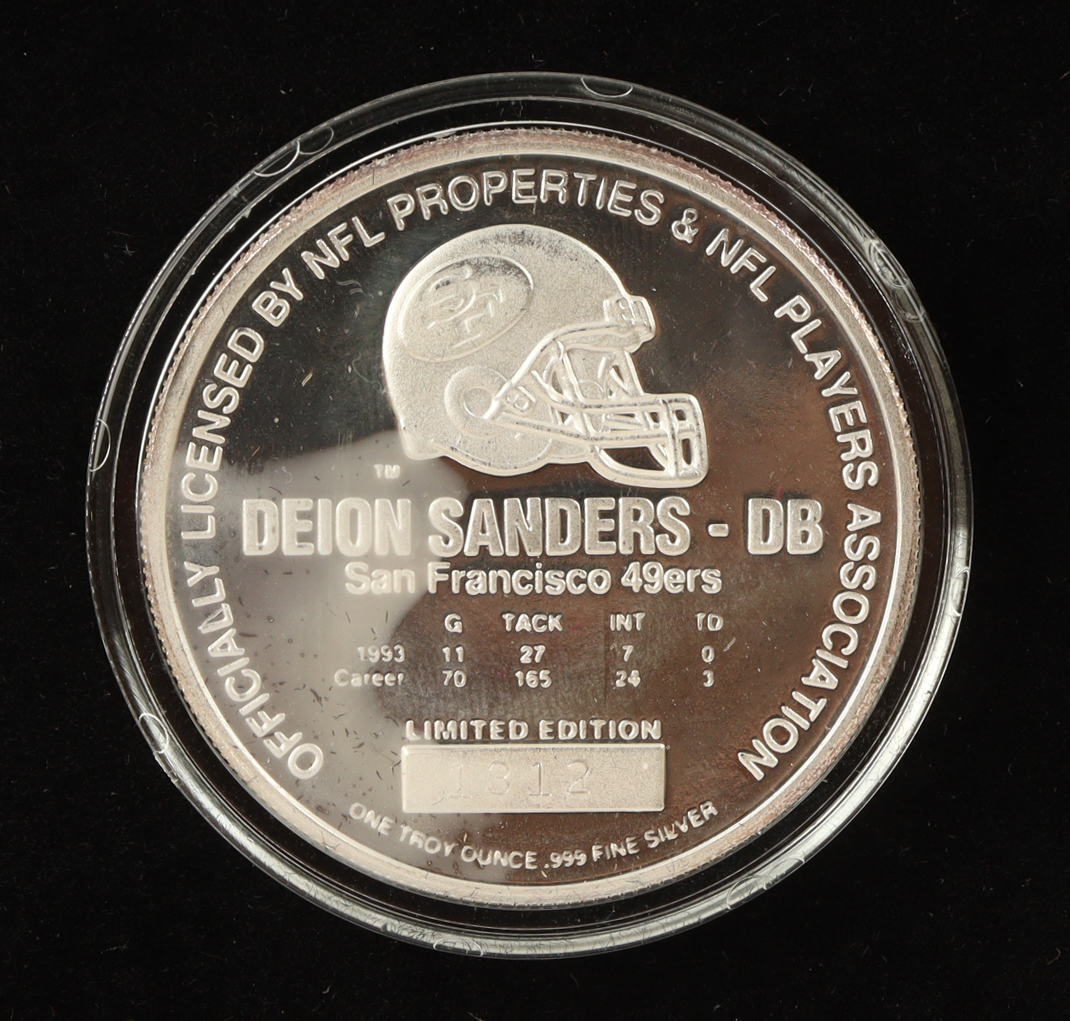 OFFICIALLY LICENSED BY NFL PROPERTIES & NFL PLAYERS ASSOCIATION
SF
TM
DEION SANDERS - DB
San Francisco 49ers
G TACK INT TD
1993 11 27 7 0
Career 70 165 24 3
LIMITED EDITION
1312
ONE TROY OUNCE .999 FINE SILVER